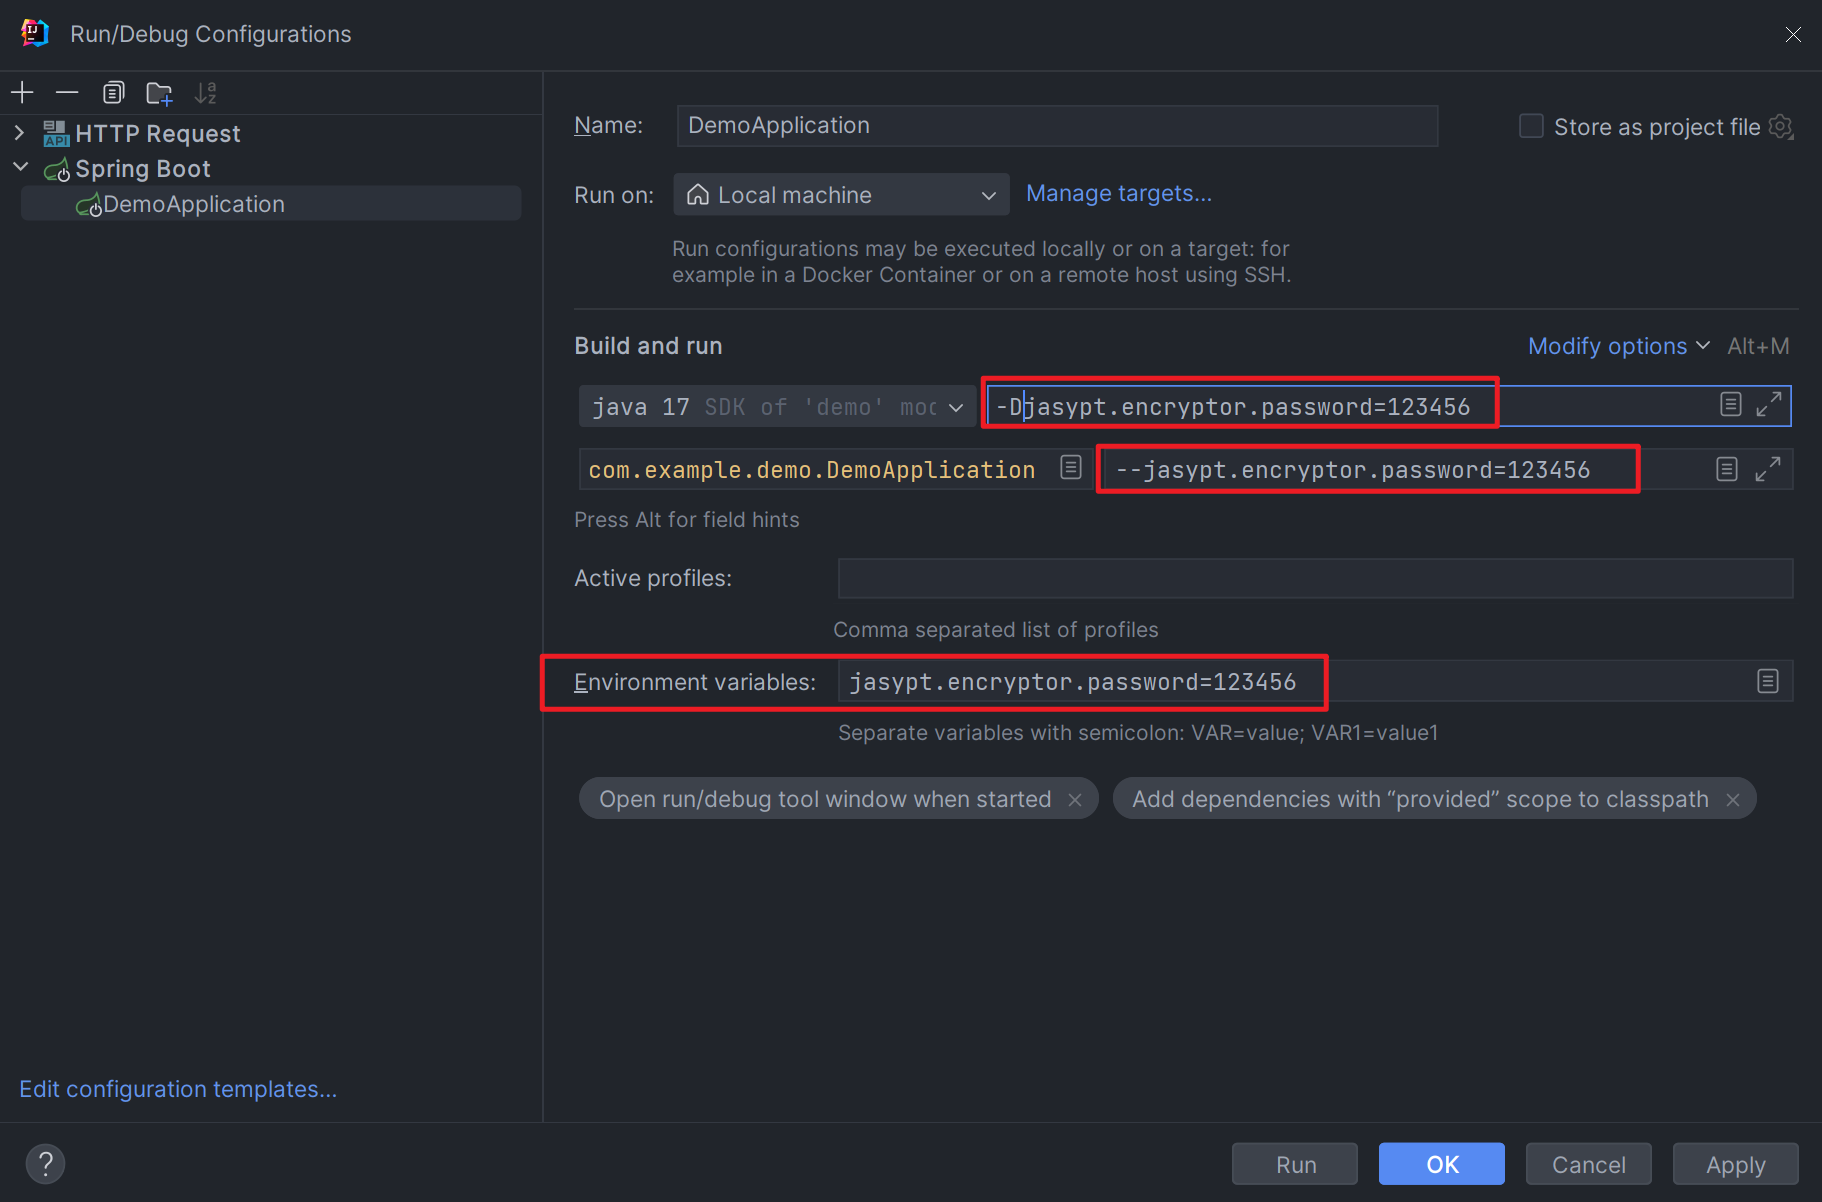 Run/Debug Configurations
HTTP Request
Spring Boot
DemoApplication
Name: DemoApplication
Store as project file
Run on: Local machine Manage targets...
Run configurations may be executed locally or on a target: for
example in a Docker Container or on a remote host using SSH.
Build and run
Modify options Alt+M
java 17 SDK of 'demo' moc -Djasypt.encryptor.password=123456
com.example.demo.DemoApplication --jasypt.encryptor.password=123456
Press Alt for field hints
Active profiles:
Comma separated list of profiles
Environment variables: jasypt.encryptor.password=123456
Separate variables with semicolon: VAR=value; VAR1=value1
Open run/debug tool window when started
Add dependencies with “provided” scope to classpath
Edit configuration templates...
? Run OK Cancel Apply